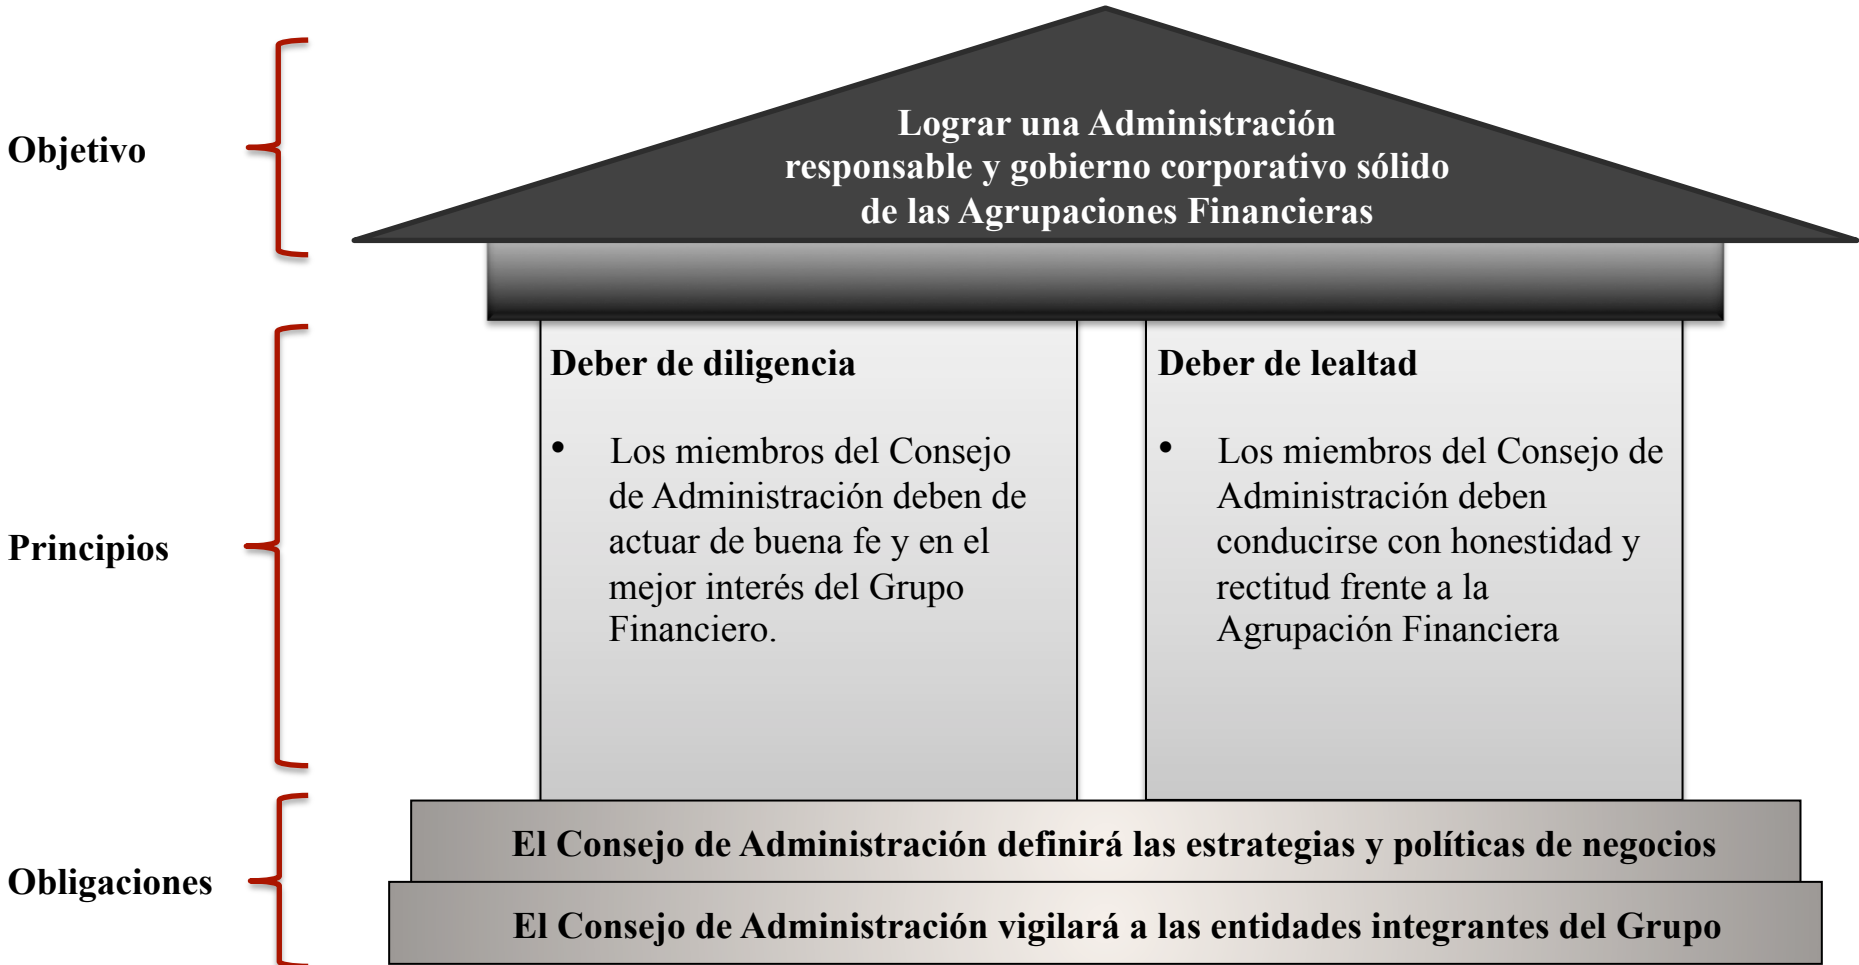 Objetivo
Lograr una Administración
responsable y gobierno corporativo sólido
de las Agrupaciones Financieras
Principios
Deber de diligencia
• Los miembros del Consejo
de Administración deben de
actuar de buena fe y en el
mejor interés del Grupo
Financiero.
Deber de lealtad
• Los miembros del Consejo de
Administración deben
conducirse con honestidad y
rectitud frente a la
Agrupación Financiera
Obligaciones
El Consejo de Administración definirá las estrategias y políticas de negocios
El Consejo de Administración vigilará a las entidades integrantes del Grupo